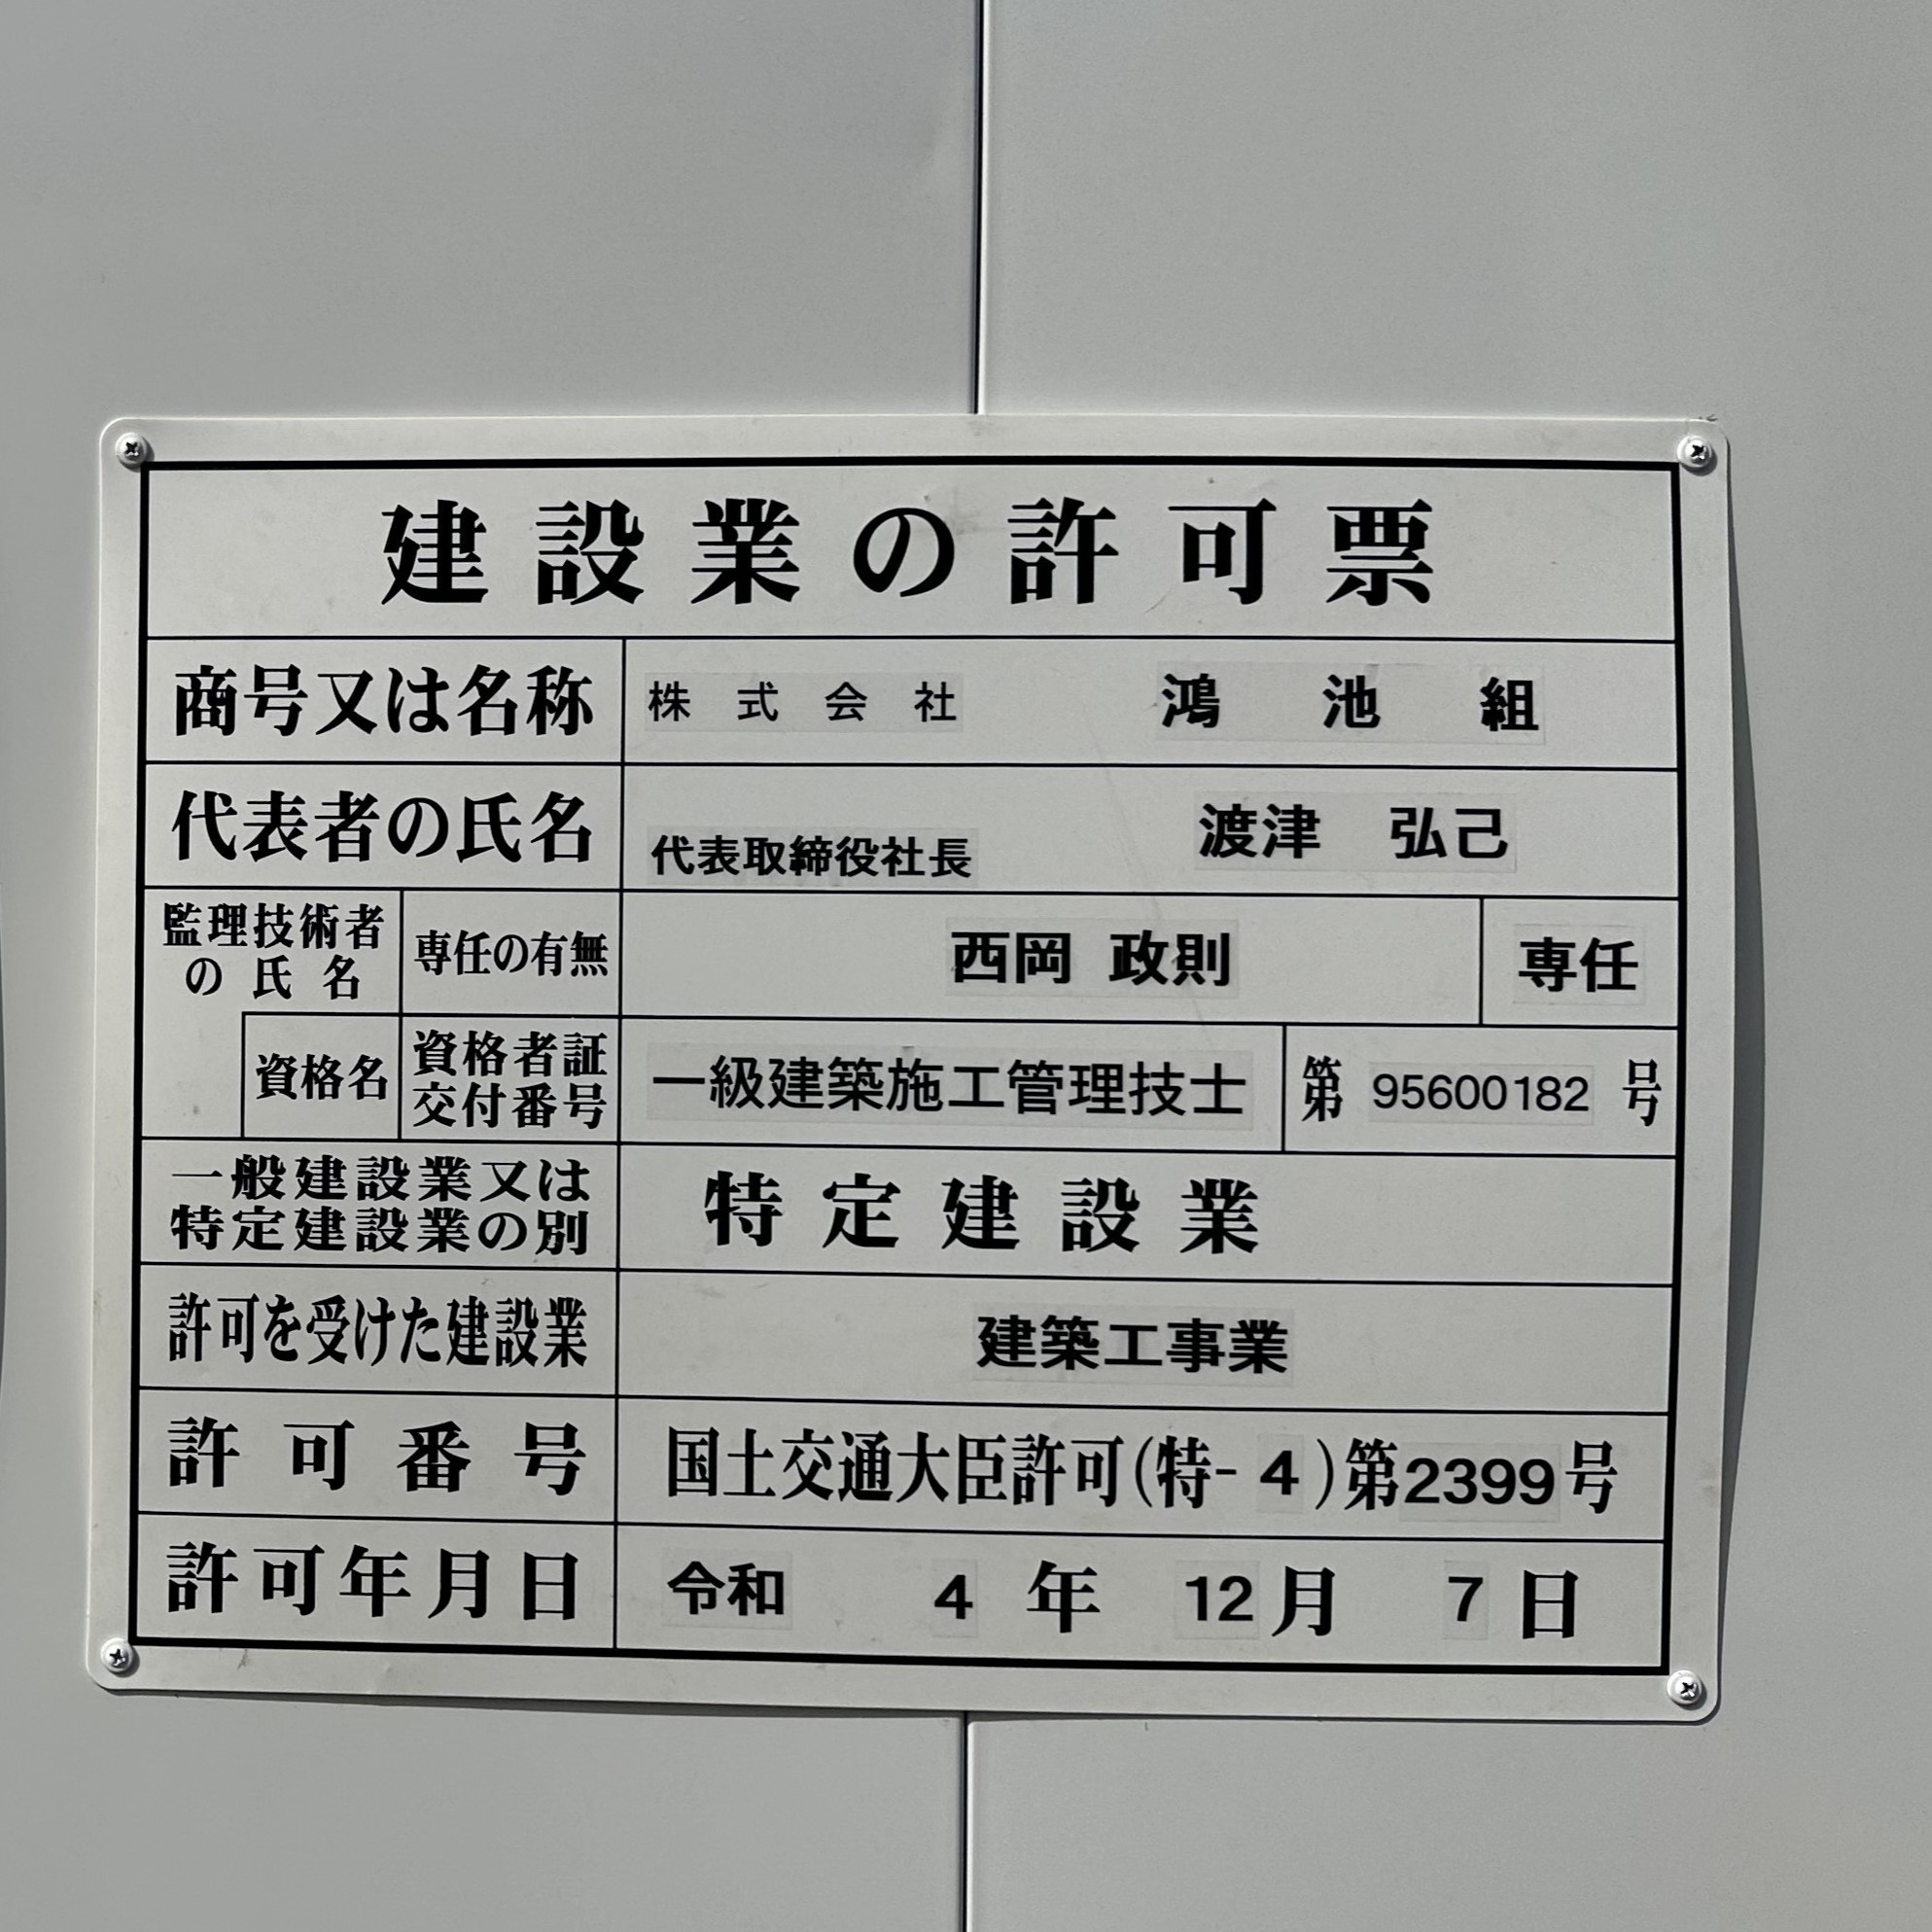 建設業の許可票
商号又は名称 株式会社 鴻池組
代表者の氏名 代表取締役社長 渡津 弘己
監理技術者の氏名 専任の有無 西岡 政則 専任
資格名 資格者証交付番号 一級建築施工管理技士 第 95600182 号
一般建設業又は特定建設業の別 特定建設業
許可を受けた建設業 建築工事業
許可番号 国土交通大臣許可(特-4)第2399号
許可年月日 令和 4 年 12 月 7 日